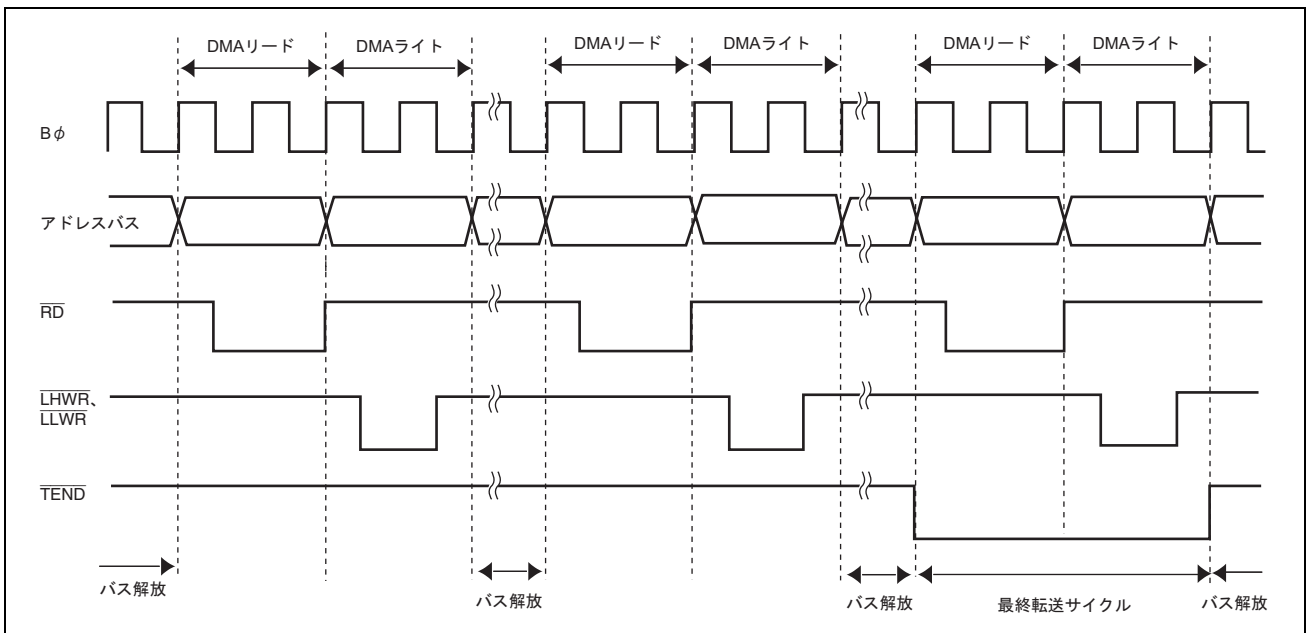 DMAリード DMAライト DMAリード DMAライト DMAリード DMAライト
Bφ
アドレスバス
RD
LHWR、
LLWR
TEND
バス解放 バス解放 バス解放 最終転送サイクル バス解放